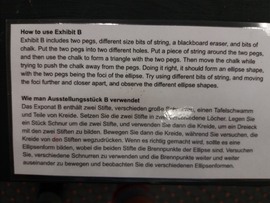 How to use Exhibit B
Exhibit B includes two pegs, different size bits of string, a blackboard eraser, and bits of
chalk. Put the pegs into two different holes. Put a piece of string around the two pegs,
and then use the chalk to form a triangle with the two pegs. Then move the chalk while
trying to push the chalk away from the pegs. Doing it right, it should form an ellipse shape,
with the two pegs being the foci of the ellipse. Try using different bits of string, and moving
the foci further and closer apart, and observe the different ellipse shapes.
Wie man Ausstellungsstück B verwendet
Das Exponat B enthält zwei Stifte, verschieden große einen Tafelschwamm
und Teile von Kreide. Setzen Sie die zwei Stifte in Löcher. Legen Sie
ein Stück Schnur um die zwei Stifte, und verwenden Sie dann die Kreide, um ein Dreieck
mit den zwei Stiften zu bilden. Bewegen Sie dann die Kreide, während Sie versuchen, die
Kreide von den Stiften wegzudrücken. Wenn es richtig gemacht wird, sollte es eine
Ellipsenform bilden, wobei die beiden Stifte die Brennpunkte der Ellipse sind. Versuchen
Sie, verschiedene Schnurren zu verwenden und die Brennpunkte weiter und weiter
auseinander zu bewegen und beobachten Sie die verschiedenen Ellipsenformen.